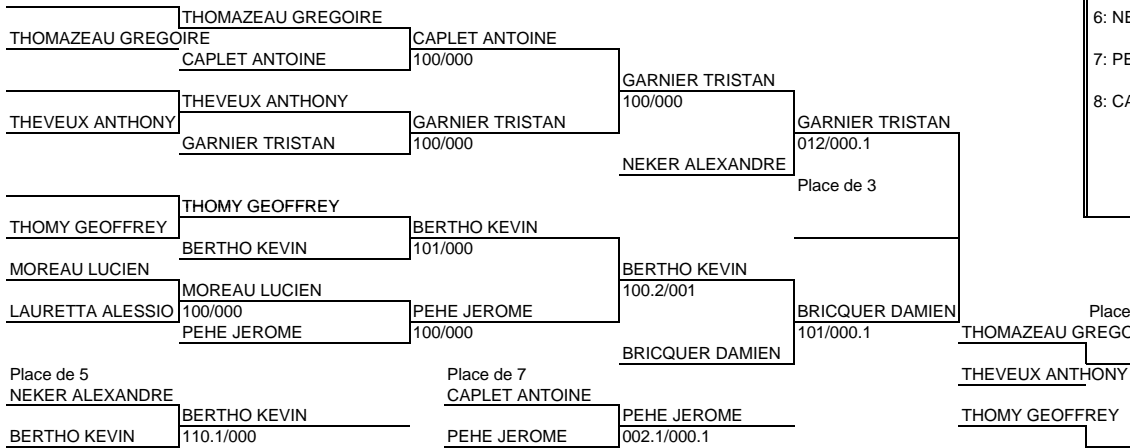 THOMAZEAU GREGOIRE
THOMAZEAU GREGOIRE
CAPLET ANTOINE
CAPLET ANTOINE
100/000
GARNIER TRISTAN
100/000
THEVEUX ANTHONY
THEVEUX ANTHONY
GARNIER TRISTAN
GARNIER TRISTAN
100/000
NEKER ALEXANDRE
GARNIER TRISTAN
012/000.1
Place de 3
THOMY GEOFFREY
THOMY GEOFFREY
BERTHO KEVIN
BERTHO KEVIN
101/000
MOREAU LUCIEN
MOREAU LUCIEN
LAURETTA ALESSIO
100/000
PEHE JEROME
PEHE JEROME
100/000
BERTHO KEVIN
100.2/001
BRICQUER DAMIEN
BRICQUER DAMIEN
101/000.1
Place de 5
NEKER ALEXANDRE
BERTHO KEVIN
BERTHO KEVIN
110.1/000
Place de 7
CAPLET ANTOINE
PEHE JEROME
PEHE JEROME
002.1/000.1
6: NE
7: PE
8: CA
Place
THOMAZEAU GREGO
THEVEUX ANTHONY
THOMY GEOFFREY